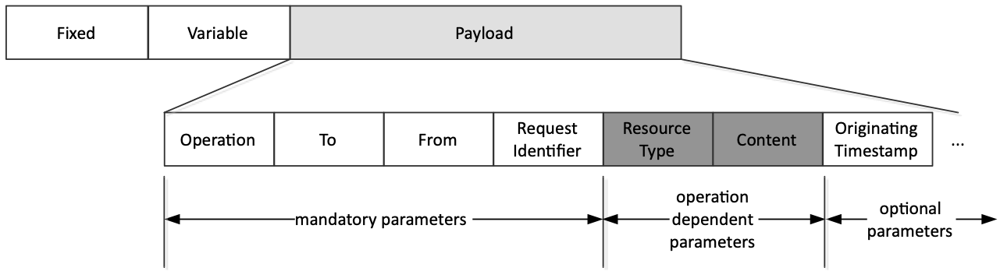 Fixed
Variable
Payload
Operation
To
From
Request
Identifier
Resource
Type
Content
Originating
Timestamp
...
mandatory parameters
operation
dependent
parameters
optional
parameters